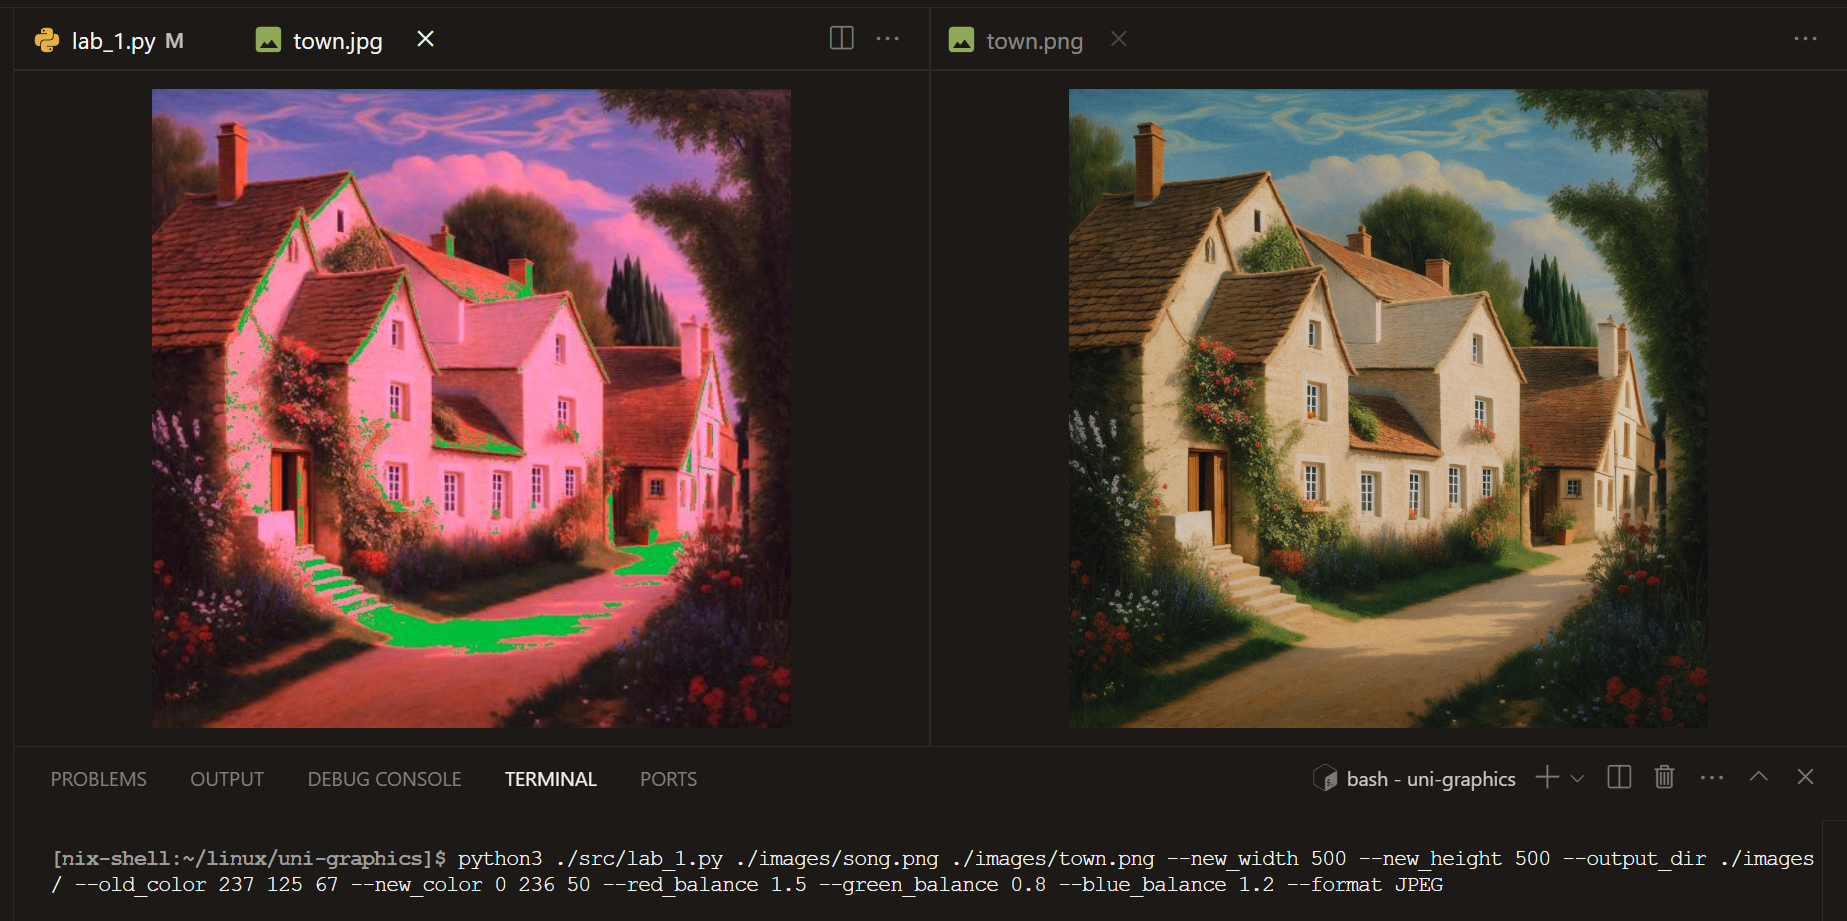 lab_1.py M
town.jpg
town.png
PROBLEMS OUTPUT DEBUG CONSOLE TERMINAL PORTS
bash - uni-graphics
[nix-shell:~/linux/uni-graphics]$ python3 ./src/lab_1.py ./images/song.png ./images/town.png --new_width 500 --new_height 500 --output_dir ./images
/ --old_color 237 125 67 --new_color 0 236 50 --red_balance 1.5 --green_balance 0.8 --blue_balance 1.2 --format JPEG